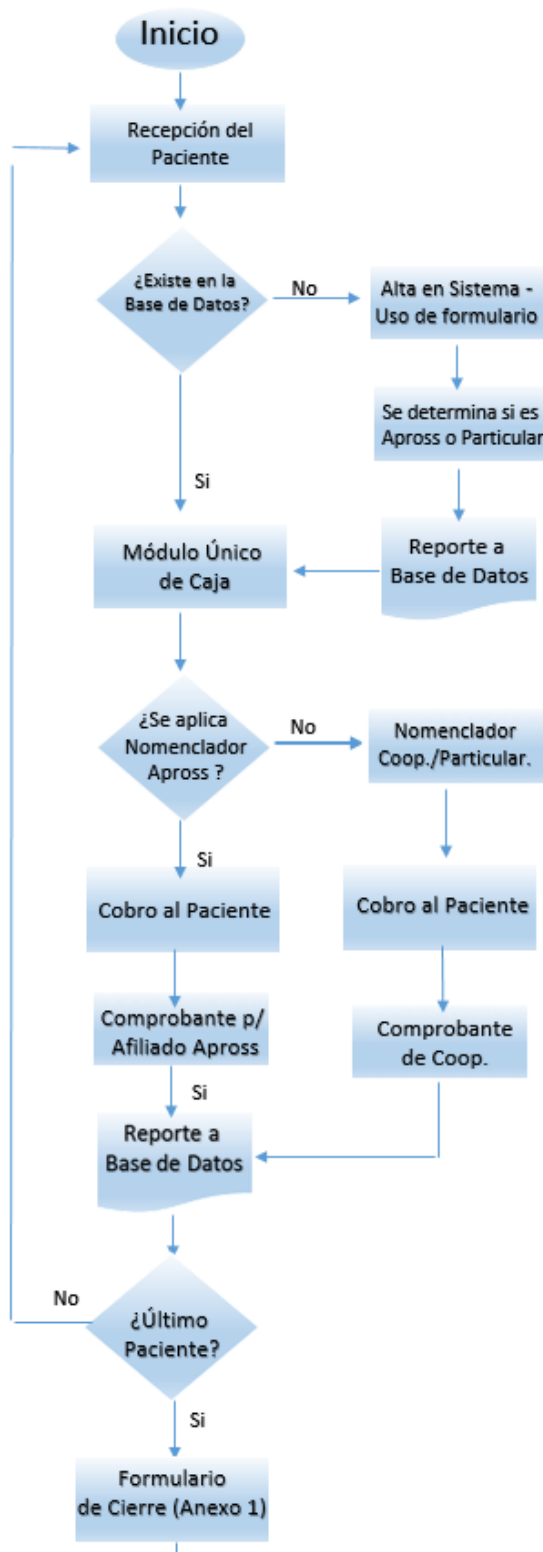 Inicio
Recepción del
Paciente
¿Existe en la
Base de Datos?
No
Alta en Sistema -
Uso de formulario
Se determina si es
Apross o Particular
Si
Módulo Único
de Caja
Reporte a
Base de Datos
¿Se aplica
Nomenclador
Apross ?
No
Nomenclador
Coop./Particular.
Si
Cobro al Paciente
Cobro al Paciente
Comprobante p/
Afiliado Apross
Comprobante
de Coop.
Si
Reporte a
Base de Datos
No
¿Último
Paciente?
Si
Formulario
de Cierre (Anexo 1)